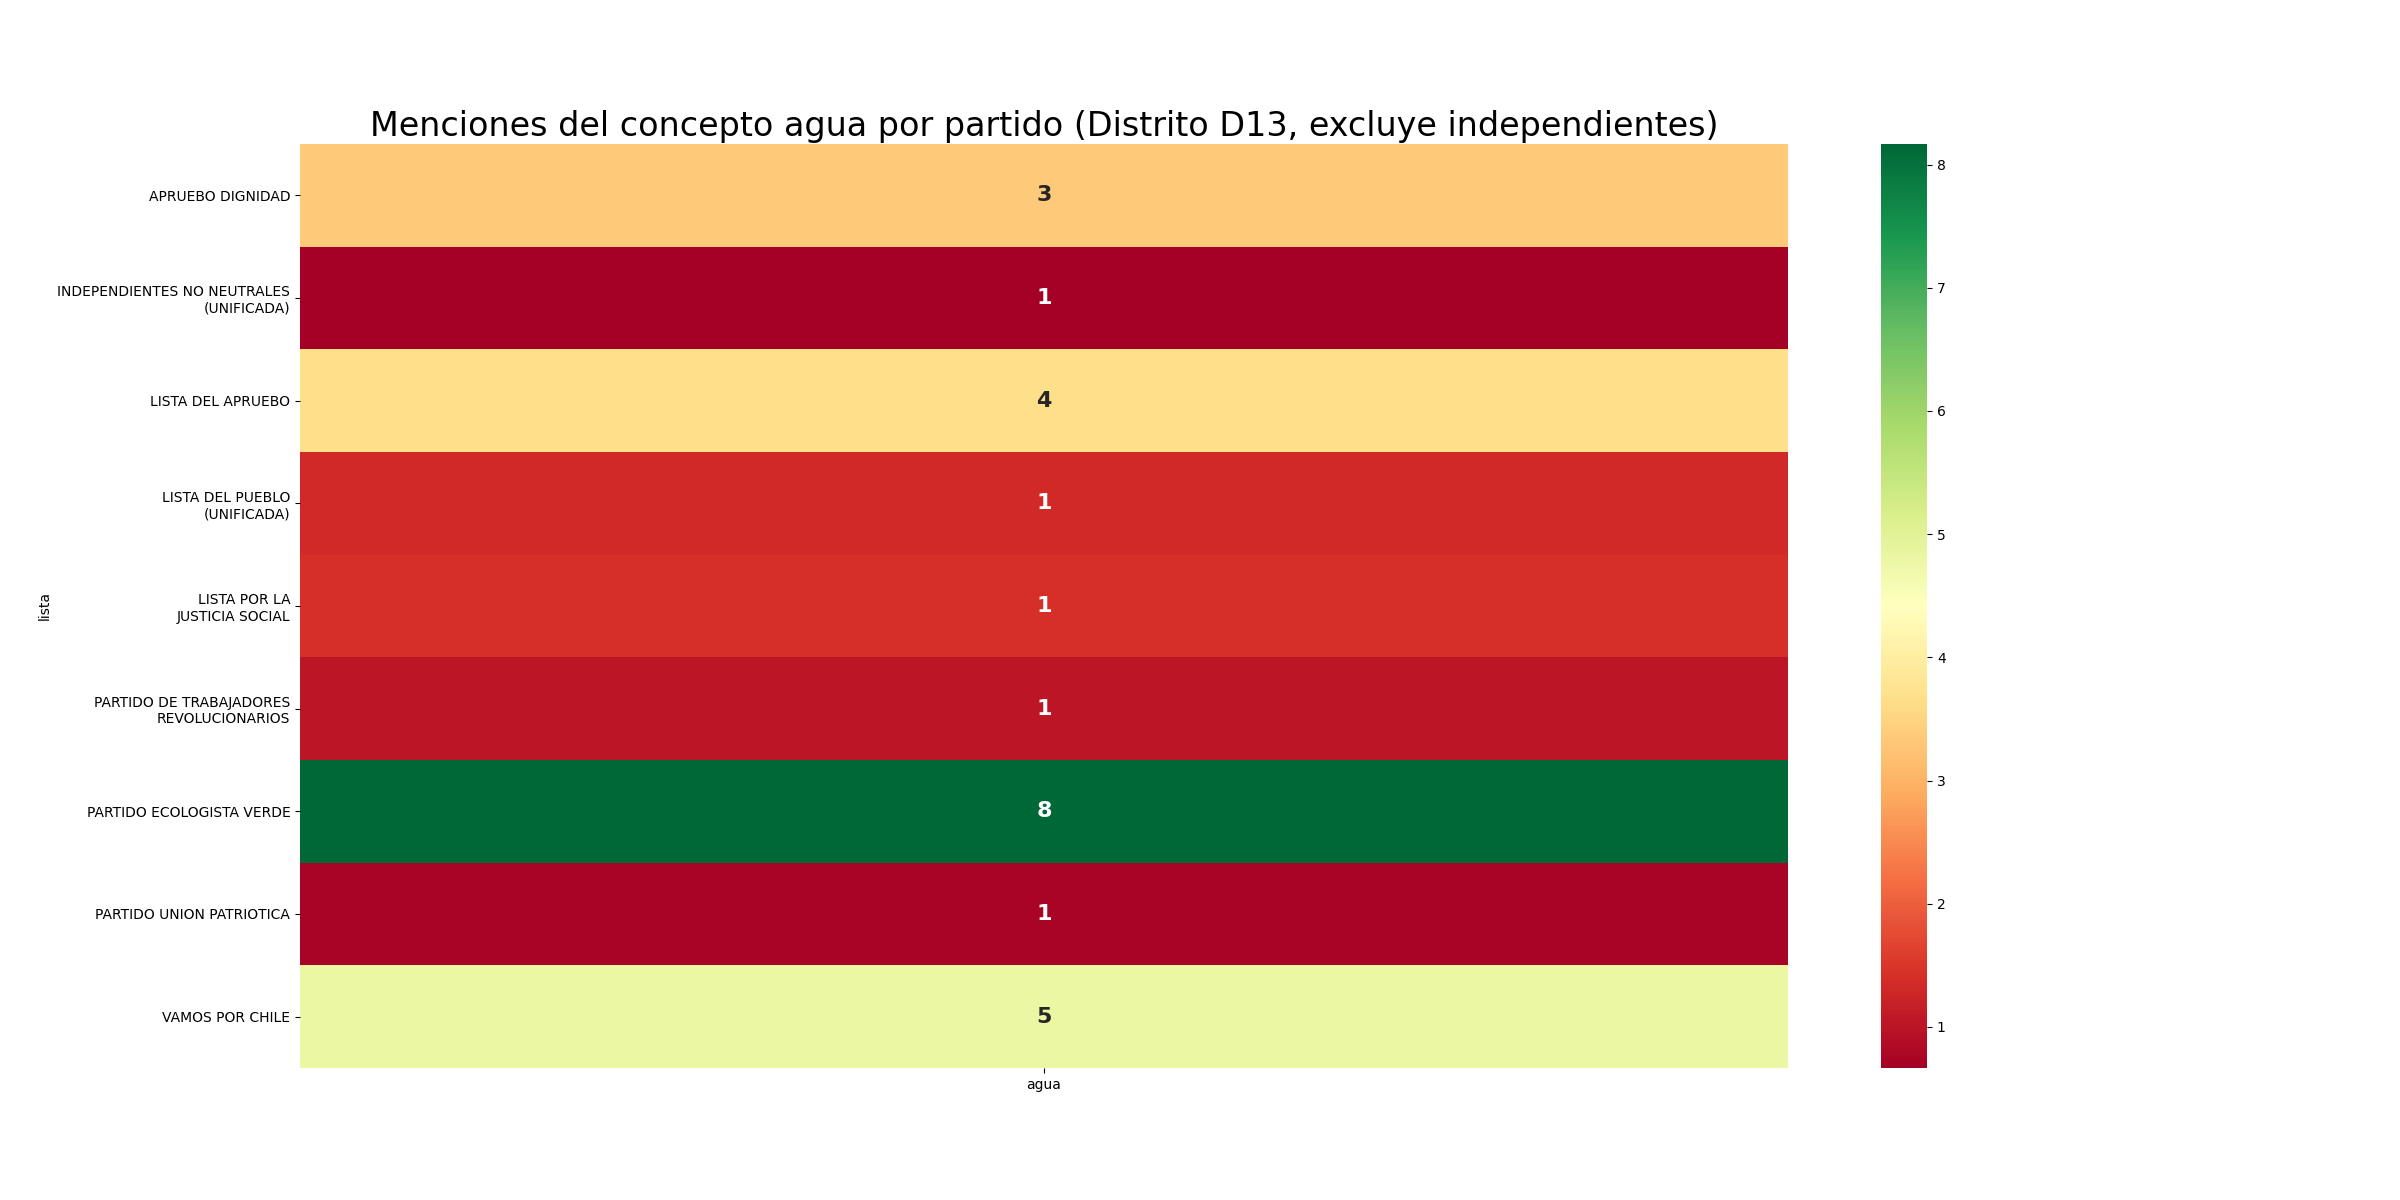 Menciones del concepto agua por partido (Distrito D13, excluye independientes)
APRUEBO DIGNIDAD
3
INDEPENDIENTES NO NEUTRALES
(UNIFICADA)
1
LISTA DEL APRUEBO
4
LISTA DEL PUEBLO
(UNIFICADA)
1
LISTA POR LA
JUSTICIA SOCIAL
1
PARTIDO DE TRABAJADORES
REVOLUCIONARIOS
1
PARTIDO ECOLOGISTA VERDE
8
PARTIDO UNION PATRIOTICA
1
VAMOS POR CHILE
5
lista
agua
8
7
6
5
4
3
2
1